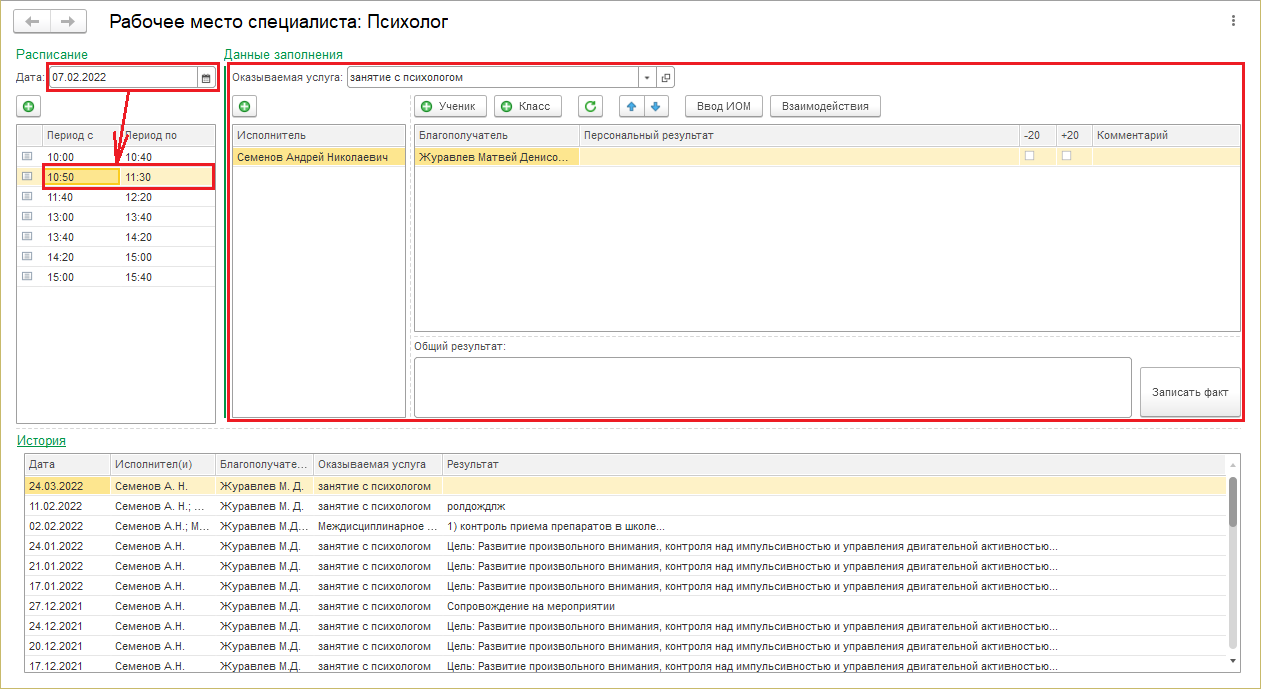 Рабочее место специалиста: Психолог
Расписание
Данные заполнения
Дата: 07.02.2022
Оказываемая услуга: занятие с психологом
Ученик Класс Ввод ИОМ Взаимодействия
Период с Период по
Исполнитель
Благополучатель Персональный результат -20 +20 Комментарий
10:00 10:40
Семенов Андрей Николаевич
Журавлев Матвей Денисо...
10:50 11:30
11:40 12:20
13:00 13:40
13:40 14:20
14:20 15:00
15:00 15:40
Общий результат:
Записать факт
История
Дата Исполнител(и) Благополучате... Оказываемая услуга Результат
24.03.2022 Семенов А. Н. Журавлев М. Д. занятие с психологом
11.02.2022 Семенов А. Н.; ... Журавлев М. Д. занятие с психологом ролдождпж
02.02.2022 Семенов А.Н.; М... Журавлев М.Д... Междисциплинарное ... 1) контроль приема препаратов в школе...
24.01.2022 Семенов А.Н. Журавлев М.Д. занятие с психологом Цель: Развитие произвольного внимания, контроля над импульсивностью и управления двигательной активностью...
21.01.2022 Семенов А.Н. Журавлев М.Д. занятие с психологом Цель: Развитие произвольного внимания, контроля над импульсивностью и управления двигательной активностью...
17.01.2022 Семенов А.Н. Журавлев М.Д. занятие с психологом Цель: Развитие произвольного внимания, контроля над импульсивностью и управления двигательной активностью...
27.12.2021 Семенов А.Н. Журавлев М.Д. занятие с психологом Сопровождение на мероприятии
24.12.2021 Семенов А.Н. Журавлев М.Д. занятие с психологом Цель: Развитие произвольного внимания, контроля над импульсивностью и управления двигательной активностью...
20.12.2021 Семенов А.Н. Журавлев М.Д. занятие с психологом Цель: Развитие произвольного внимания, контроля над импульсивностью и управления двигательной активностью...
17.12.2021 Семенов А.Н. Журавлев М.Д. занятие с психологом Цель: Развитие произвольного внимания, контроля над импульсивностью и управления двигательной активностью...